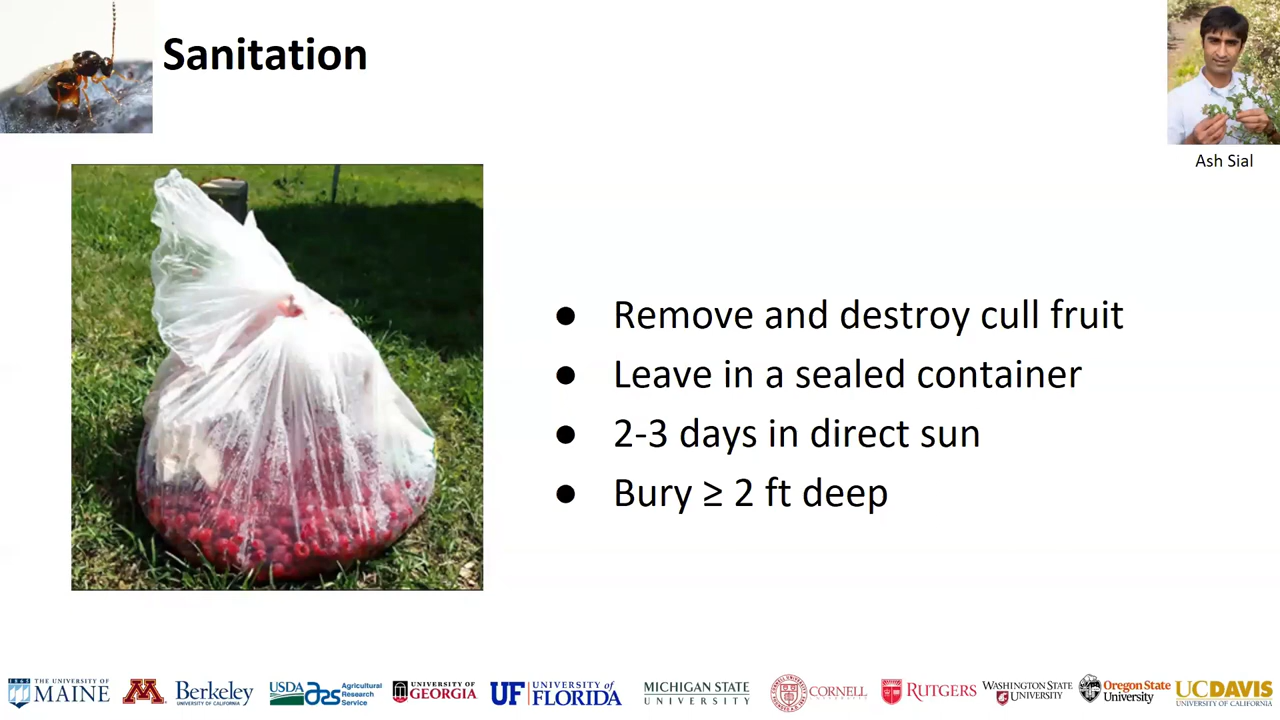 Sanitation
Ash Sial
● Remove and destroy cull fruit
● Leave in a sealed container
● 2-3 days in direct sun
● Bury ≥ 2 ft deep
1865 THE UNIVERSITY OF
MAINE
M
Berkeley
UNIVERSITY OF CALIFORNIA
USDA
ars
Agricultural
Research
Service
UNIVERSITY OF
GEORGIA
UF UNIVERSITY of
FLORIDA
MICHIGAN STATE
UNIVERSITY
CORNELL
RUTGERS
WASHINGTON STATE
UNIVERSITY
Oregon State
University
UCDAVIS
UNIVERSITY OF CALIFORNIA